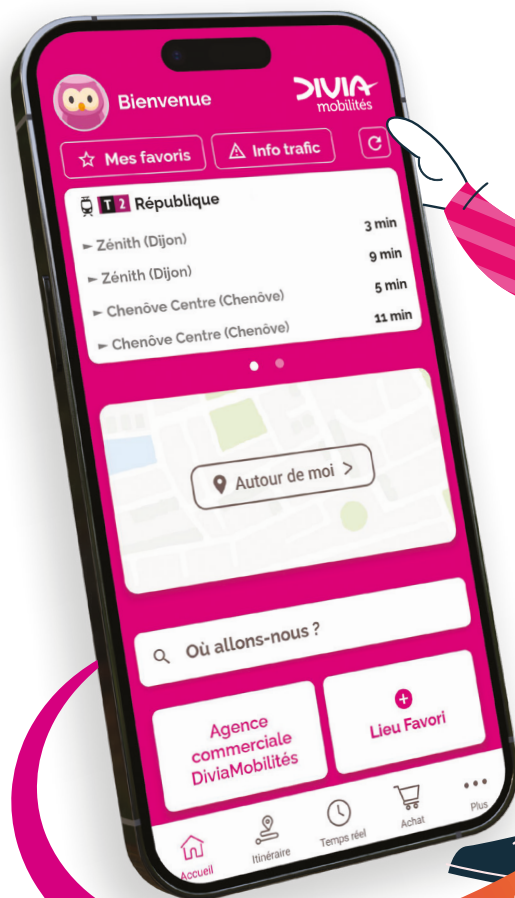 Bienvenue
DIVIA
mobilités
Mes favoris
Info trafic
T2 République
Zénith (Dijon) 3 min
Zénith (Dijon) 9 min
Chenôve Centre (Chenôve) 5 min
Chenôve Centre (Chenôve) 11 min
Autour de moi >
Où allons-nous ?
Agence
commerciale
DiviaMobilités
Lieu Favori
Accueil
Itinéraire
Temps réel
Achat
Plus